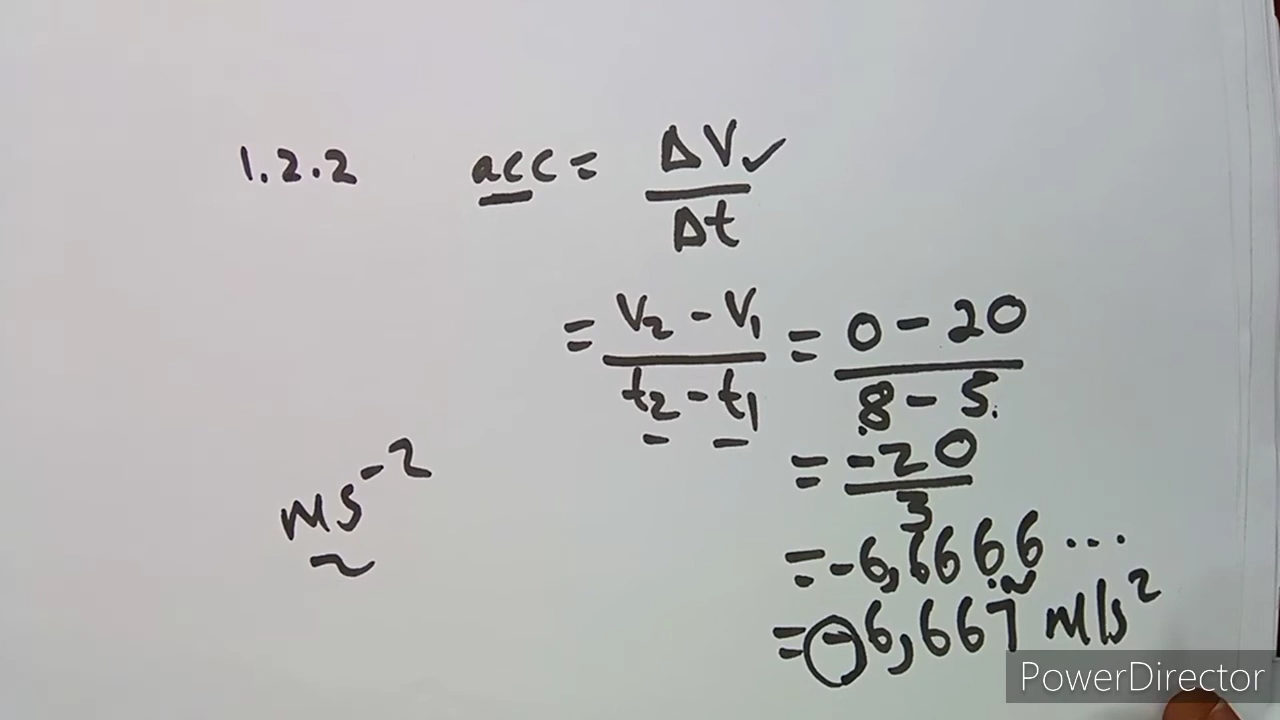 1.2.2 acc = ΔV✓/Δt
= V₂ - V₁/t₂ - t₁ = 0 - 20/8 - 5
= -20/3
ms⁻²
= -6,6666...
= -6,667 m/s²
PowerDirector